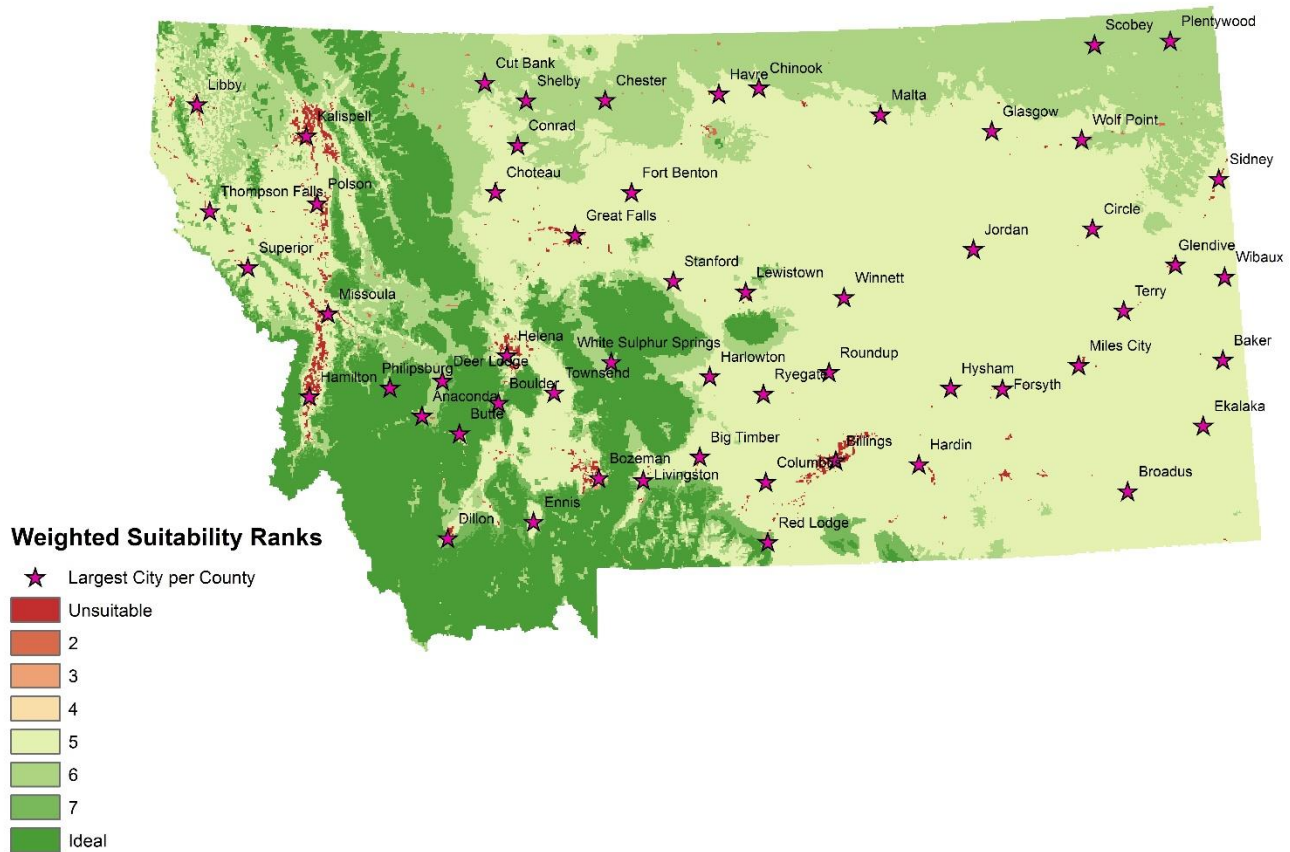 Scobey
Plentywood
Cut Bank
Shelby
Chester
Havre
Chinook
Libby
Malta
Glasgow
Wolf Point
Kalispell
Conrad
Sidney
Choteau
Fort Benton
Thompson Falls
Polson
Great Falls
Circle
Jordan
Superior
Glendive
Wibaux
Stanford
Lewistown
Winnett
Terry
Missoula
Helena
White Sulphur Springs
Harlowton
Roundup
Miles City
Baker
Philipsburg
Deer Lodge
Townsend
Ryegate
Hysham
Forsyth
Hamilton
Anaconda
Boulder
Butte
Ekalaka
Big Timber
Billings
Bozeman
Livingston
Columbus
Hardin
Broadus
Dillon
Ennis
Red Lodge
Weighted Suitability Ranks
Largest City per County
Unsuitable
2
3
4
5
6
7
Ideal